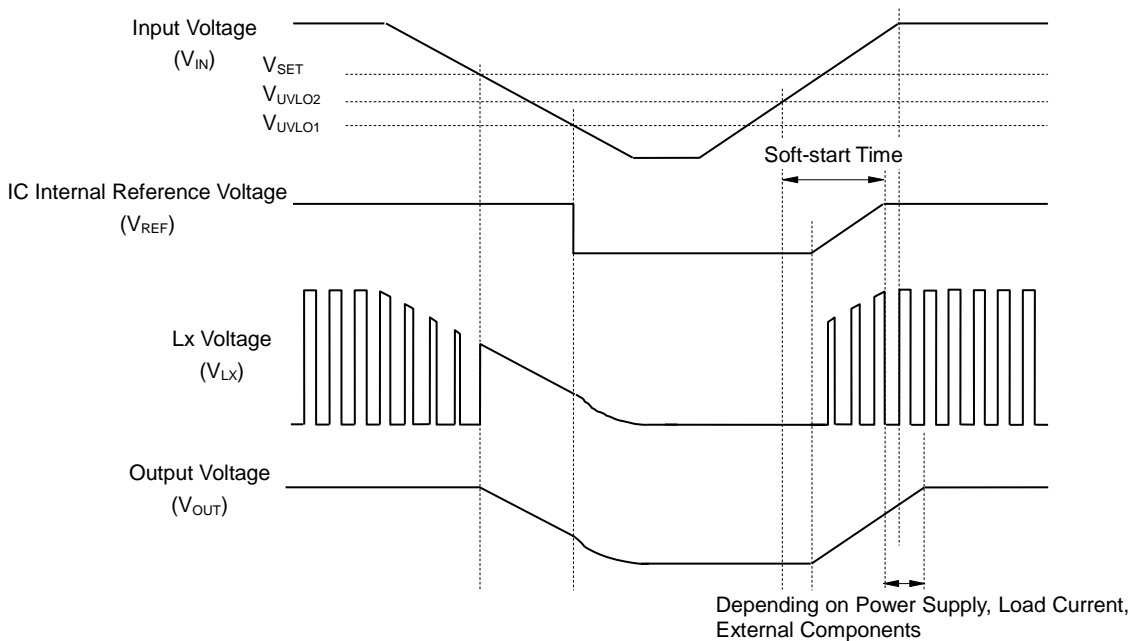 Input Voltage
(VIN)
VSET
VUVLO2
VUVLO1
Soft-start Time
IC Internal Reference Voltage
(VREF)
Lx Voltage
(VLX)
Output Voltage
(VOUT)
Depending on Power Supply, Load Current,
External Components